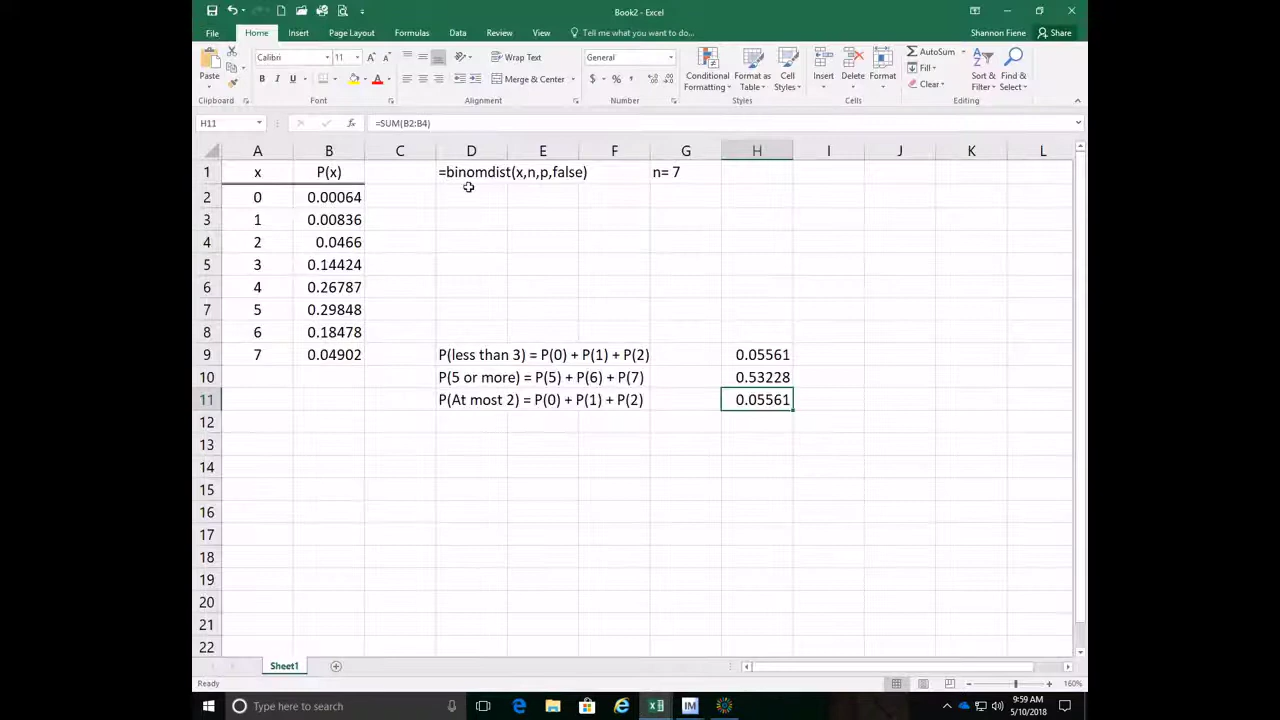 Book2 - Excel
File Home Insert Page Layout Formulas Data Review View Tell me what you want to do... Shannon Fiene Share
Paste
Calibri 11
B I U
Wrap Text
Merge & Center
General
$ % ,
Conditional Formatting
Format as Table
Cell Styles
Insert Delete Format
AutoSum
Fill
Clear
Sort & Filter
Find & Select
Clipboard Font Alignment Number Styles Cells Editing
H11 fx =SUM(B2:B4)
A B C D E F G H I J K L
1 x P(x) =binomdist(x,n,p,false) n= 7
2 0 0.00064
3 1 0.00836
4 2 0.0466
5 3 0.14424
6 4 0.26787
7 5 0.29848
8 6 0.18478
9 7 0.04902 P(less than 3) = P(0) + P(1) + P(2) 0.05561
10 P(5 or more) = P(5) + P(6) + P(7) 0.53228
11 P(At most 2) = P(0) + P(1) + P(2) 0.05561
12
13
14
15
16
17
18
19
20
21
22
Sheet1
Ready 160%
Type here to search
IM
9:59 AM
5/10/2018